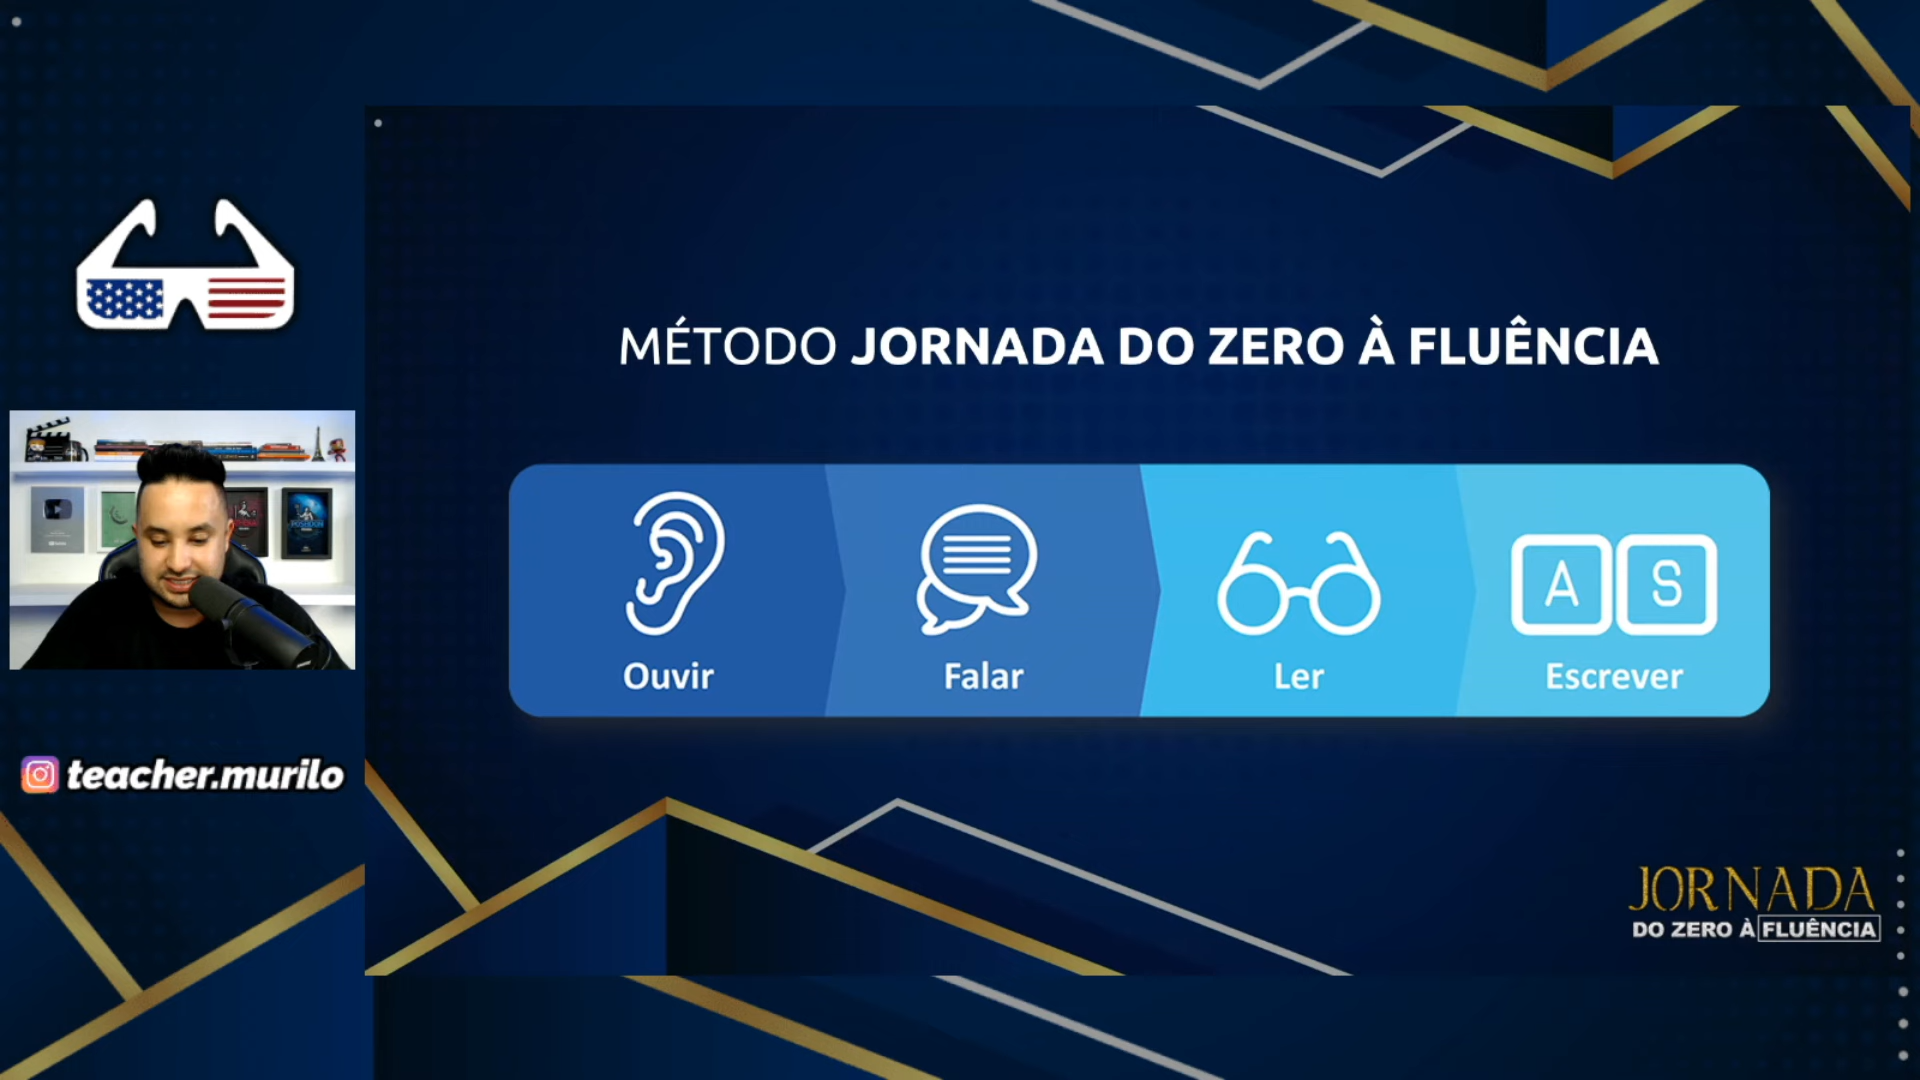 MÉTODO JORNADA DO ZERO À FLUÊNCIA
Ouvir
Falar
Ler
A S
Escrever
teacher.murilo
JORNADA
DO ZERO À FLUÊNCIA